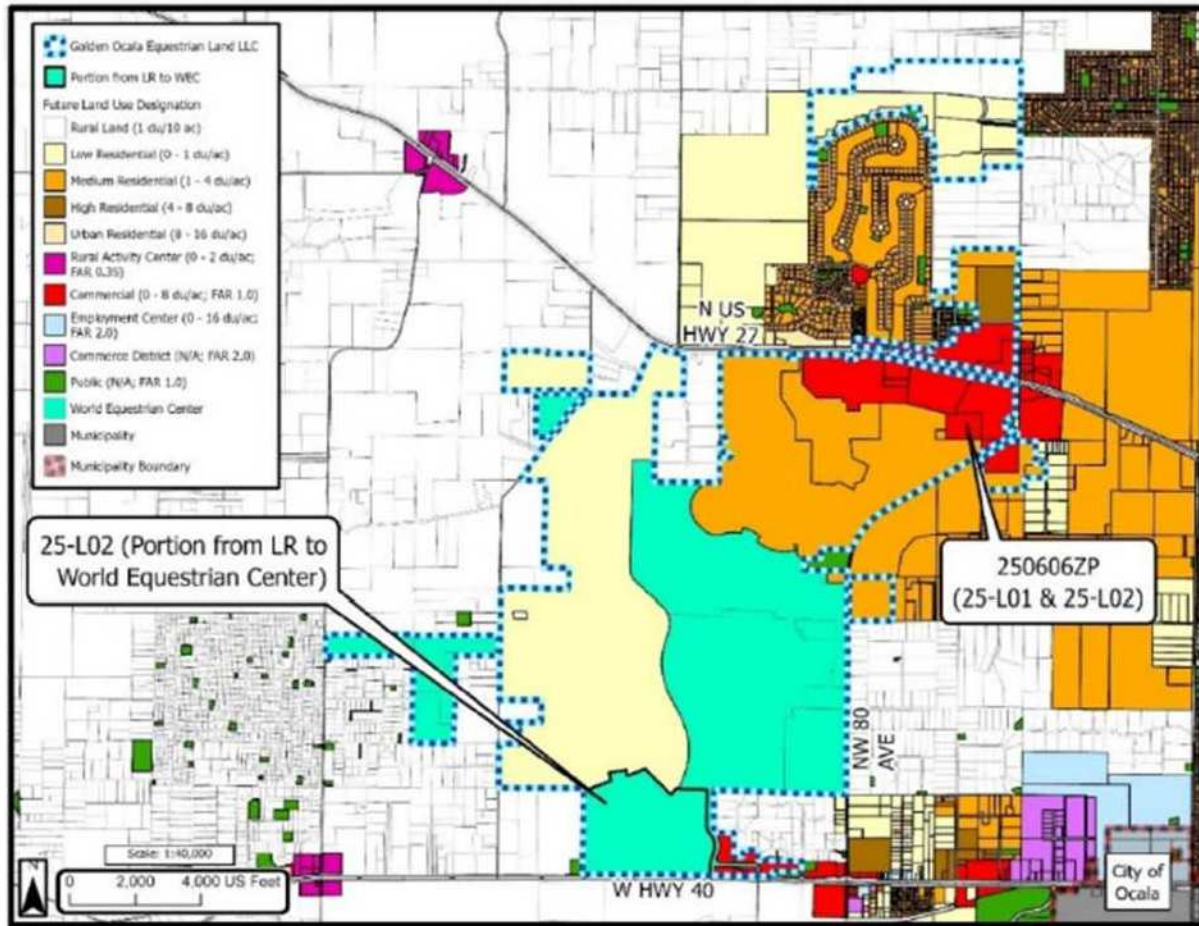 Golden Ocala Equestrian Land LLC
Portion from LR to WEC
Future Land Use Designation
Rural Land (1 du/10 ac)
Low Residential (0 - 1 du/ac)
Medium Residential (1 - 4 du/ac)
High Residential (4 - 8 du/ac)
Urban Residential (8 - 16 du/ac)
Rural Activity Center (0 - 2 du/ac;
FAR 0.35)
Commercial (0 - 8 du/ac; FAR 1.0)
Employment Center (0 - 16 du/ac;
FAR 2.0)
Commerce District (N/A; FAR 2.0)
Public (N/A; FAR 1.0)
World Equestrian Center
Municipality
Municipality Boundary
N US
HWY 27
25-L02 (Portion from LR to
World Equestrian Center)
250606ZP
(25-L01 & 25-L02)
NW 80
AVE
Scale: 1:40,000
N
0 2,000 4,000 US Feet
W HWY 40
City of
Ocala